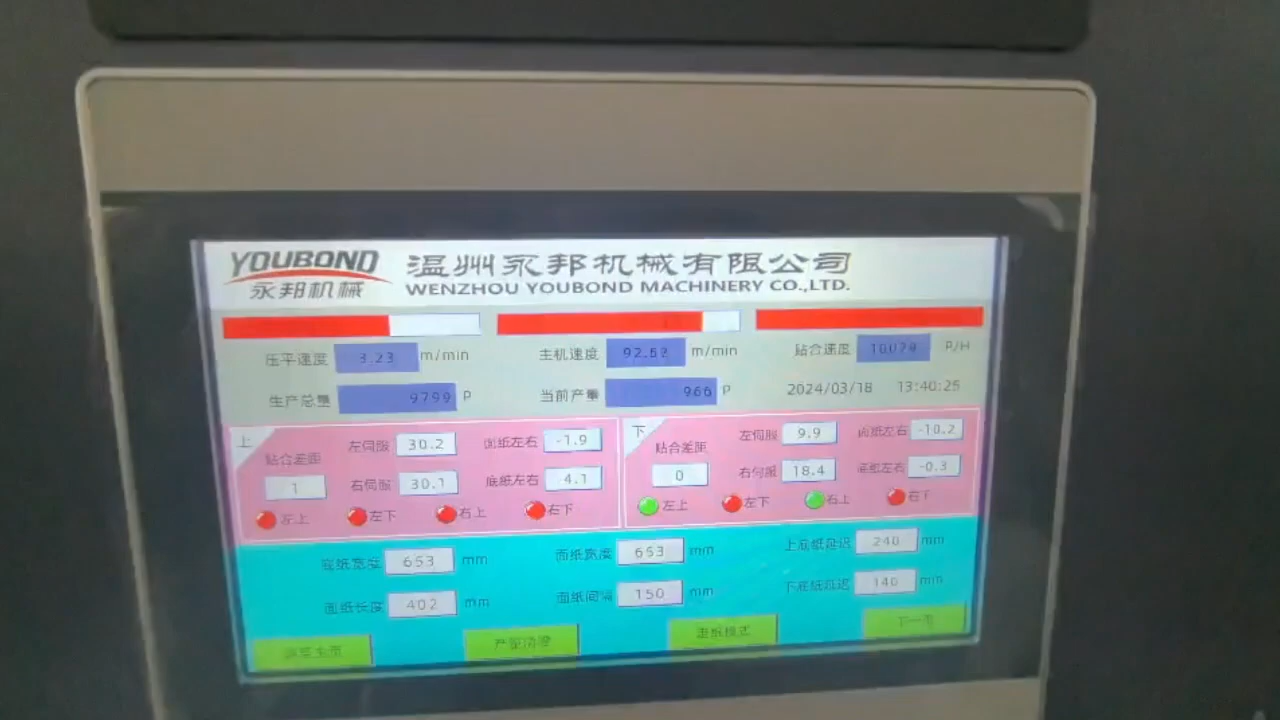 YOUBOND 温州永邦机械有限公司
永邦机械 WENZHOU YOUBOND MACHINERY CO.,LTD.
压平速度 3.23 m/min 主机速度 92.52 m/min 贴合速度 P/H
生产总量 9799 P 当前产量 966 P 2024/03/18 13:40:26
上 贴合差距 左伺服 30.2 面纸左右 -1.9 下 贴合差距 左伺服 9.9 面纸左右 -10.2
1 右伺服 30.1 底纸左右 4.1 0 右伺服 18.4 底纸左右 -0.3
左上 左下 右上 右下 左上 左下 右上 右下
底纸宽度 653 mm 面纸宽度 653 mm 上底纸延迟 240 mm
面纸长度 402 mm 面纸间隔 150 mm 下底纸延迟 140 mm
产量清零 下一页